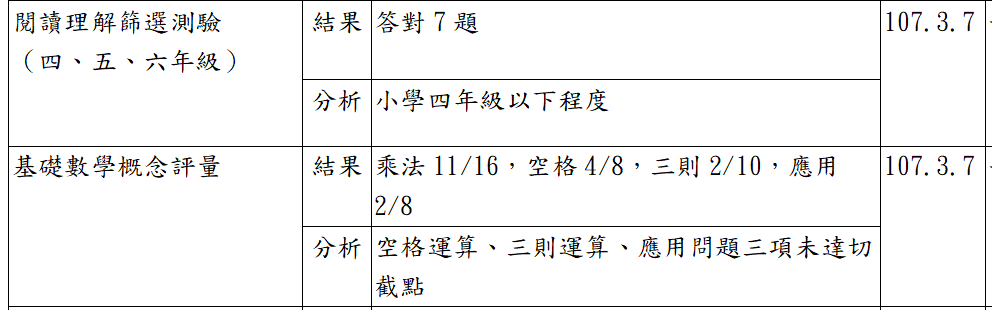 閱讀理解篩選測驗
（四、五、六年級）
結果
答對 7 題
107.3.7
分析
小學四年級以下程度
基礎數學概念評量
結果
乘法 11/16，空格 4/8，三則 2/10，應用
2/8
107.3.7
分析
空格運算、三則運算、應用問題三項未達切
截點